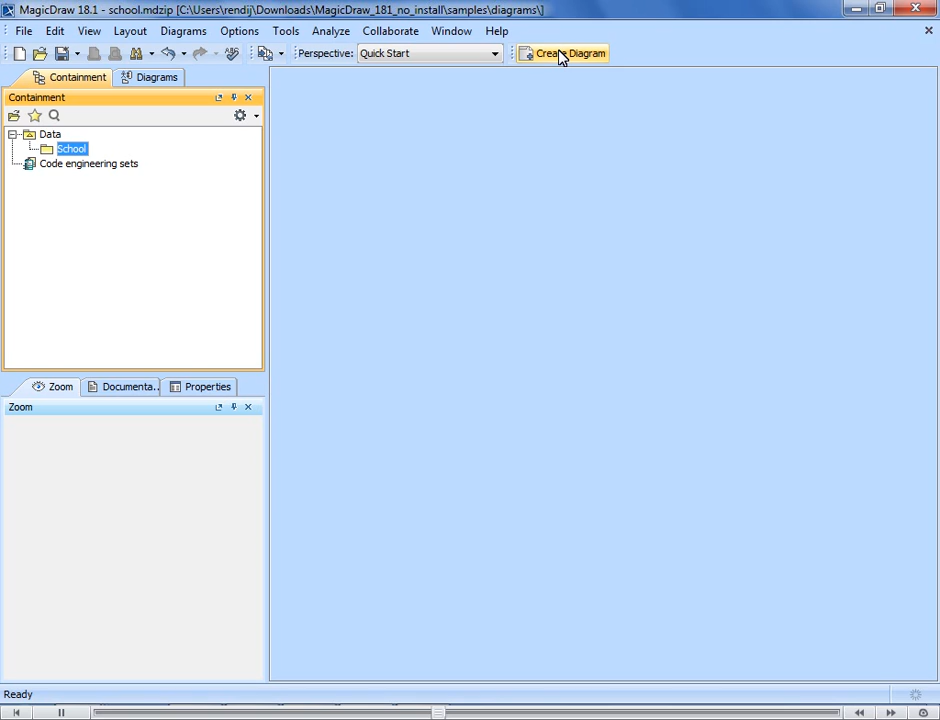 MagicDraw 18.1 - school.mdzip [C:\Users\rendij\Downloads\MagicDraw_181_no_install\samples\diagrams\]
File Edit View Layout Diagrams Options Tools Analyze Collaborate Window Help
Perspective: Quick Start Create Diagram
Containment Diagrams
Containment
Data
School
Code engineering sets
Zoom Documenta.. Properties
Zoom
Ready